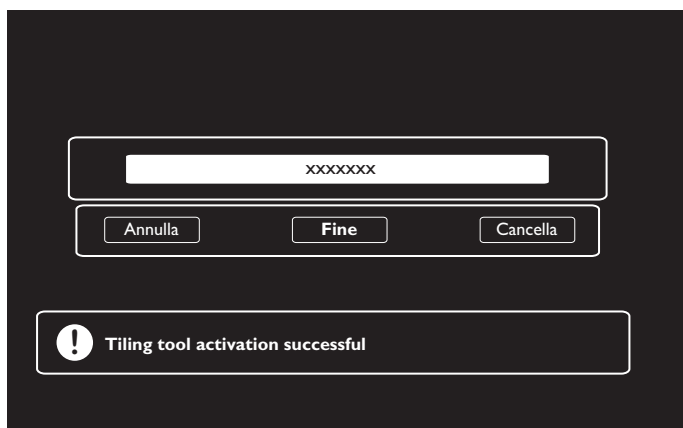 xxxxxxx
Annulla Fine Cancella
! Tiling tool activation successful